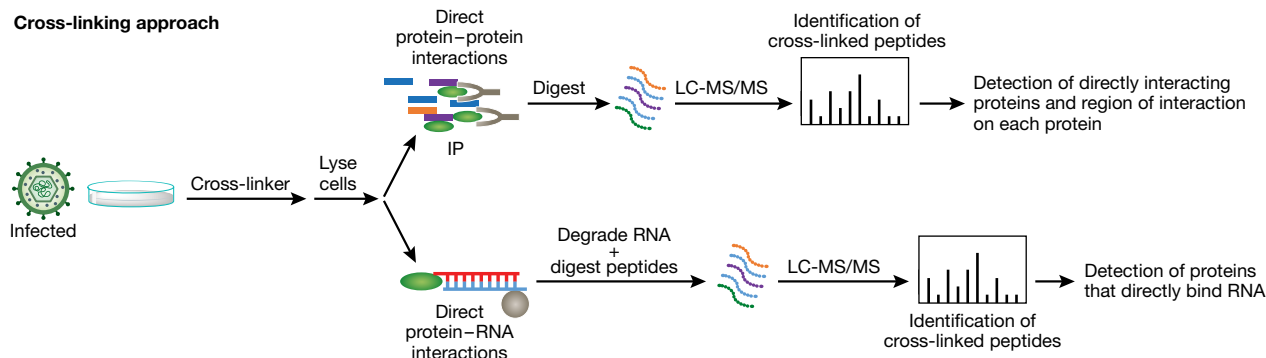 Cross-linking approach
Direct
protein–protein
interactions
IP
Digest
LC-MS/MS
Identification of
cross-linked peptides
Detection of directly interacting
proteins and region of interaction
on each protein
Infected
Cross-linker
Lyse
cells
Direct
protein–RNA
interactions
Degrade RNA
+
digest peptides
LC-MS/MS
Identification of
cross-linked peptides
Detection of proteins
that directly bind RNA